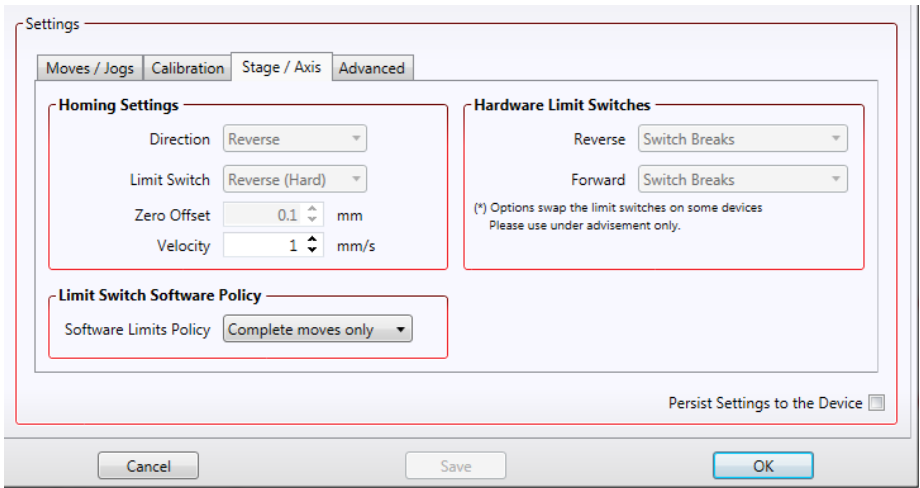 Settings
Moves / Jogs Calibration Stage / Axis Advanced
Homing Settings
Direction Reverse
Limit Switch Reverse (Hard)
Zero Offset 0.1 mm
Velocity 1 mm/s
Hardware Limit Switches
Reverse Switch Breaks
Forward Switch Breaks
(*) Options swap the limit switches on some devices
Please use under advisement only.
Limit Switch Software Policy
Software Limits Policy Complete moves only
Persist Settings to the Device
Cancel Save OK